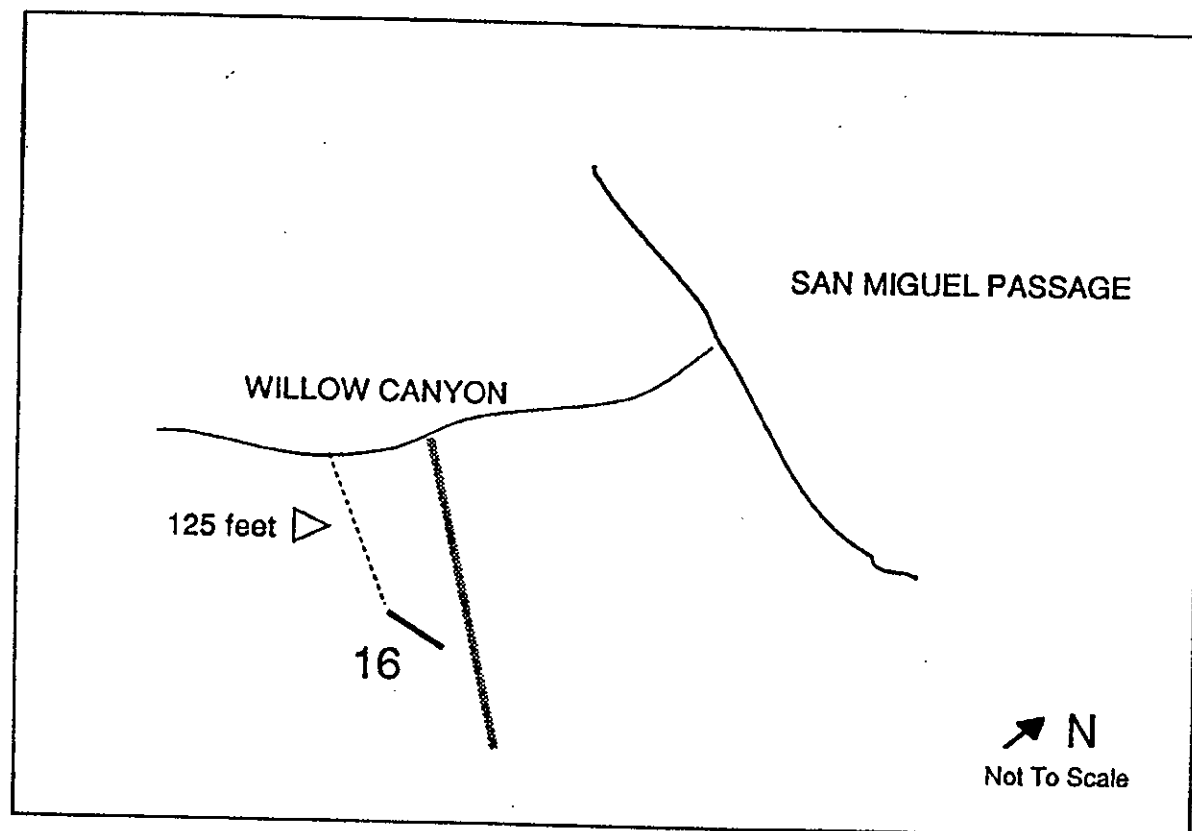 SAN MIGUEL PASSAGE
WILLOW CANYON
125 feet
16
N
Not To Scale